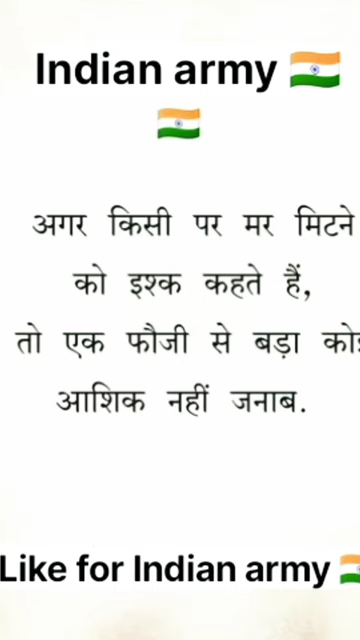 Indian army 🇮🇳
🇮🇳
अगर किसी पर मर मिटने
को इश्क कहते हैं,
तो एक फौजी से बड़ा
आशिक नहीं जनाब.
Like for Indian army 🇮🇳